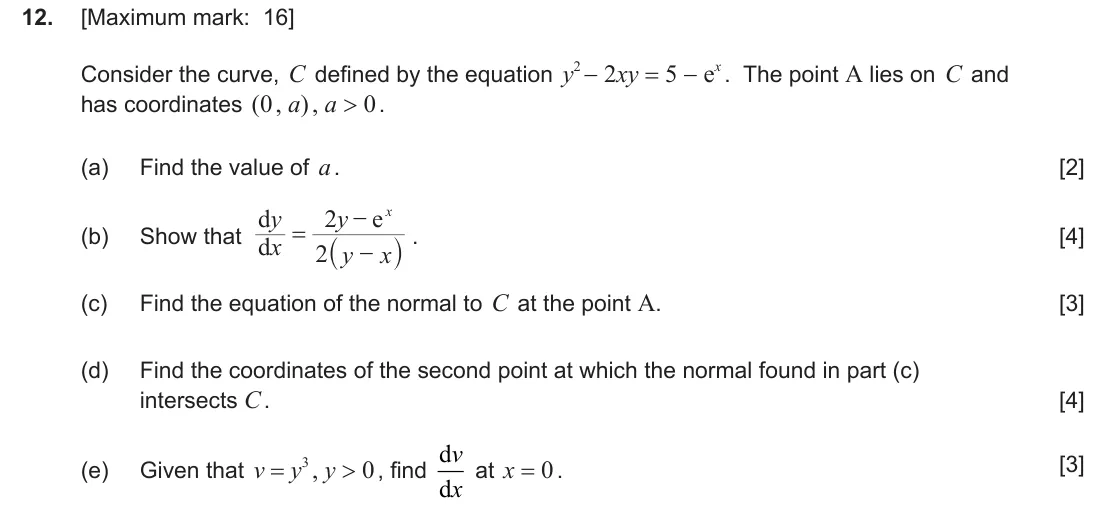 12. [Maximum mark: 16]
Consider the curve, C defined by the equation y² – 2xy = 5 – eˣ. The point A lies on C and
has coordinates (0, a), a > 0.
(a) Find the value of a. [2]
(b) Show that dy/dx = (2y – eˣ)/(2(y – x)). [4]
(c) Find the equation of the normal to C at the point A. [3]
(d) Find the coordinates of the second point at which the normal found in part (c)
intersects C. [4]
(e) Given that v = y³, y > 0, find dv/dx at x = 0. [3]